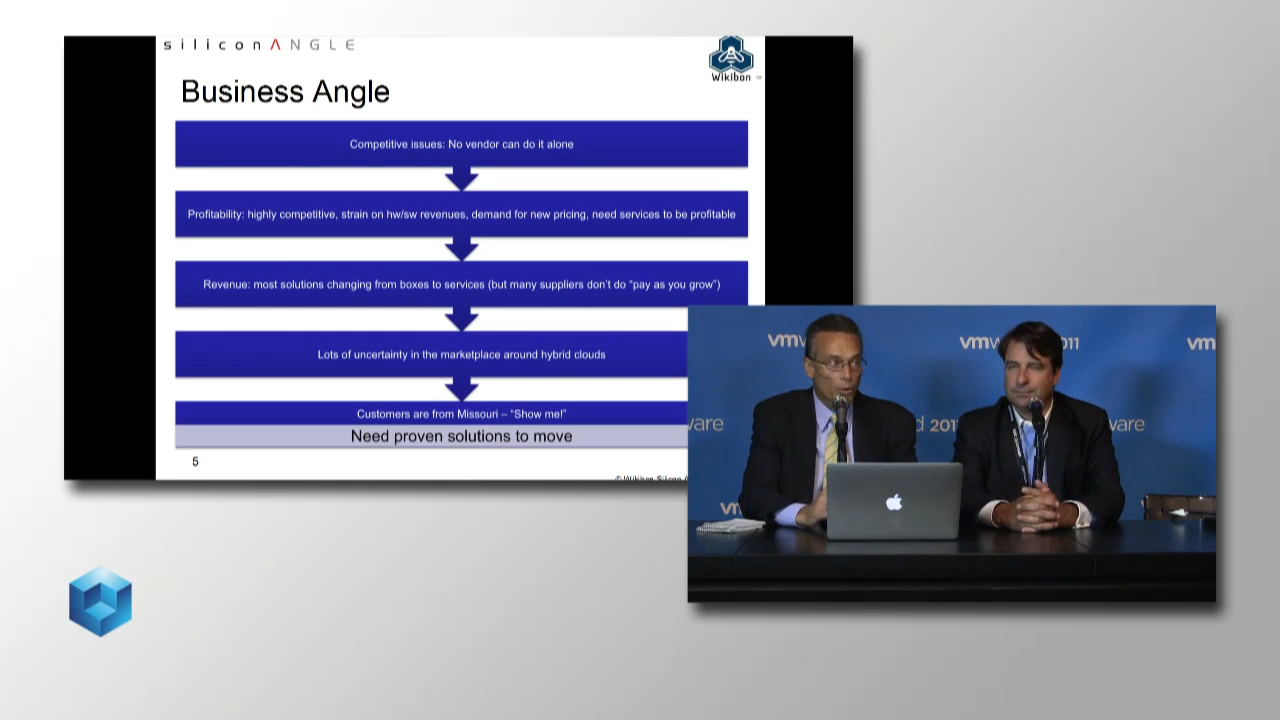 siliconANGLE
Wikibon
Business Angle
Competitive issues: No vendor can do it alone
Profitability: highly competitive, strain on hw/sw revenues, demand for new pricing, need services to be profitable
Revenue: most solutions changing from boxes to services (but many suppliers don't do "pay as you grow")
Lots of uncertainty in the marketplace around hybrid clouds
Customers are from Missouri – "Show me!"
Need proven solutions to move
5